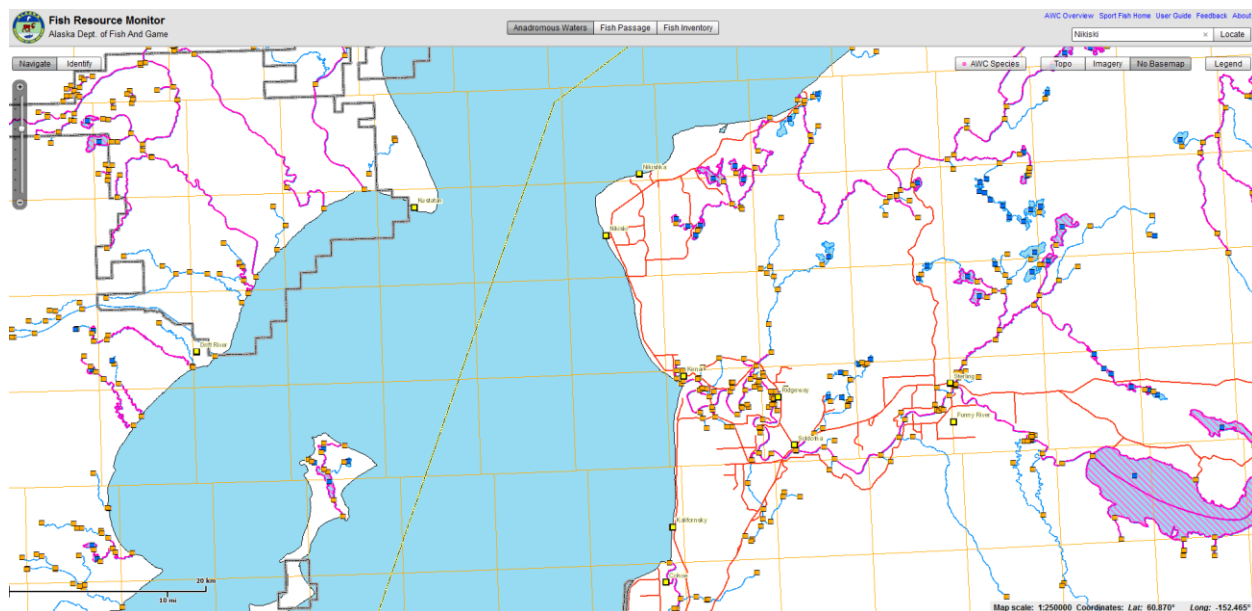 Fish Resource Monitor
Alaska Dept. of Fish And Game
Anadromous Waters Fish Passage Fish Inventory
AWC Overview Sport Fish Home User Guide Feedback About
Nikiski × Locate
Navigate Identify
AWC Species Topo Imagery No Basemap Legend
Nikishka
Kustatan
Nikiski
Drift River
Kenai
Sterling
Ridgeway
Funny River
Soldotna
Kalifornsky
Cohoe
20 km
10 mi
Map scale: 1:250000 Coordinates: Lat: 60.870° Long: -152.465°